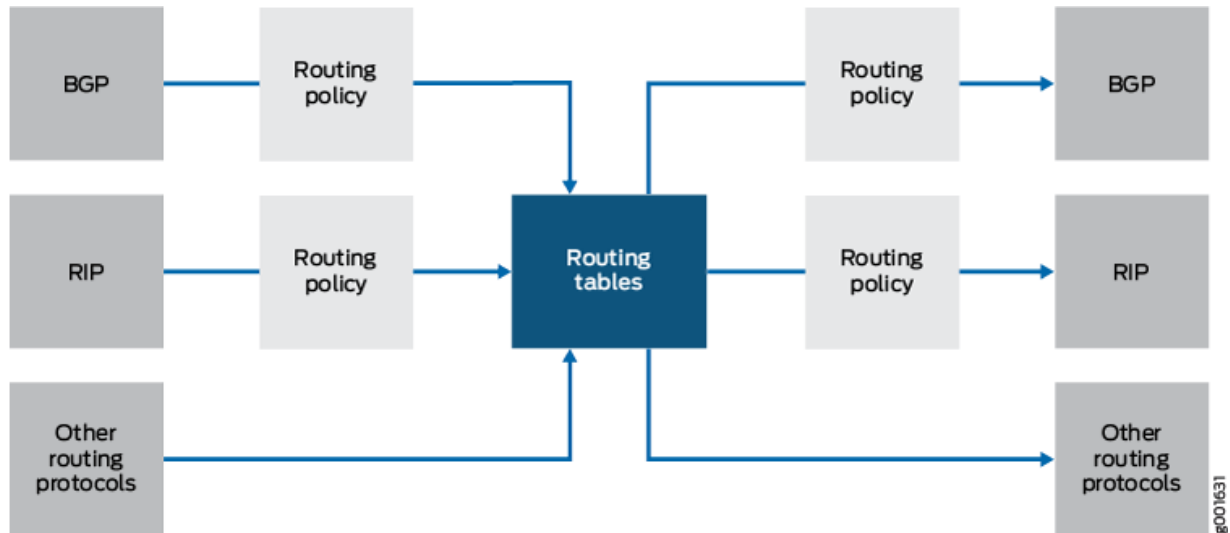 BGP
Routing
policy
Routing
policy
BGP
RIP
Routing
policy
Routing
tables
Routing
policy
RIP
Other
routing
protocols
Other
routing
protocols
g001631